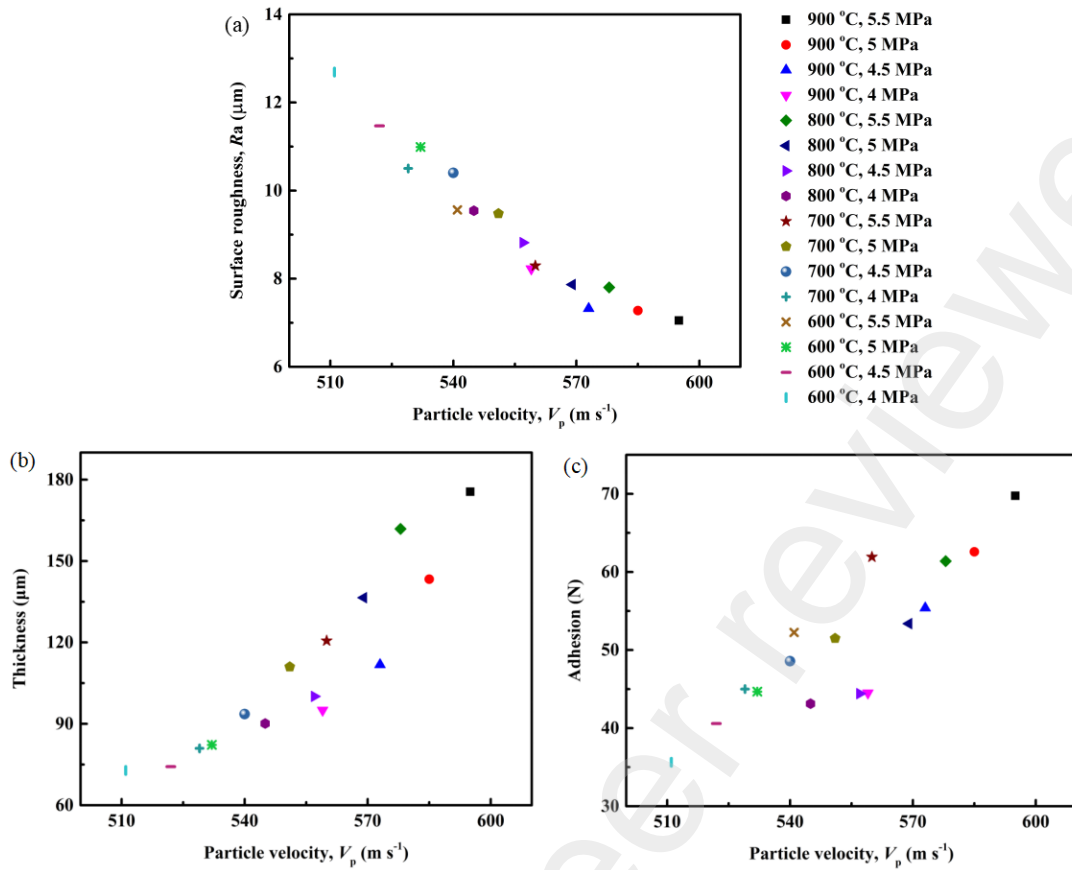 (a)
14
12
10
8
6
Surface roughness, Ra (μm)
510 540 570 600
Particle velocity, Vp (m s-1)
900 °C, 5.5 MPa
900 °C, 5 MPa
900 °C, 4.5 MPa
900 °C, 4 MPa
800 °C, 5.5 MPa
800 °C, 5 MPa
800 °C, 4.5 MPa
800 °C, 4 MPa
700 °C, 5.5 MPa
700 °C, 5 MPa
700 °C, 4.5 MPa
700 °C, 4 MPa
600 °C, 5.5 MPa
600 °C, 5 MPa
600 °C, 4.5 MPa
600 °C, 4 MPa
(b)
180
150
120
90
60
Thickness (μm)
510 540 570 600
Particle velocity, Vp (m s-1)
(c)
70
60
50
40
30
Adhesion (N)
510 540 570 600
Particle velocity, Vp (m s-1)
eer reviewe